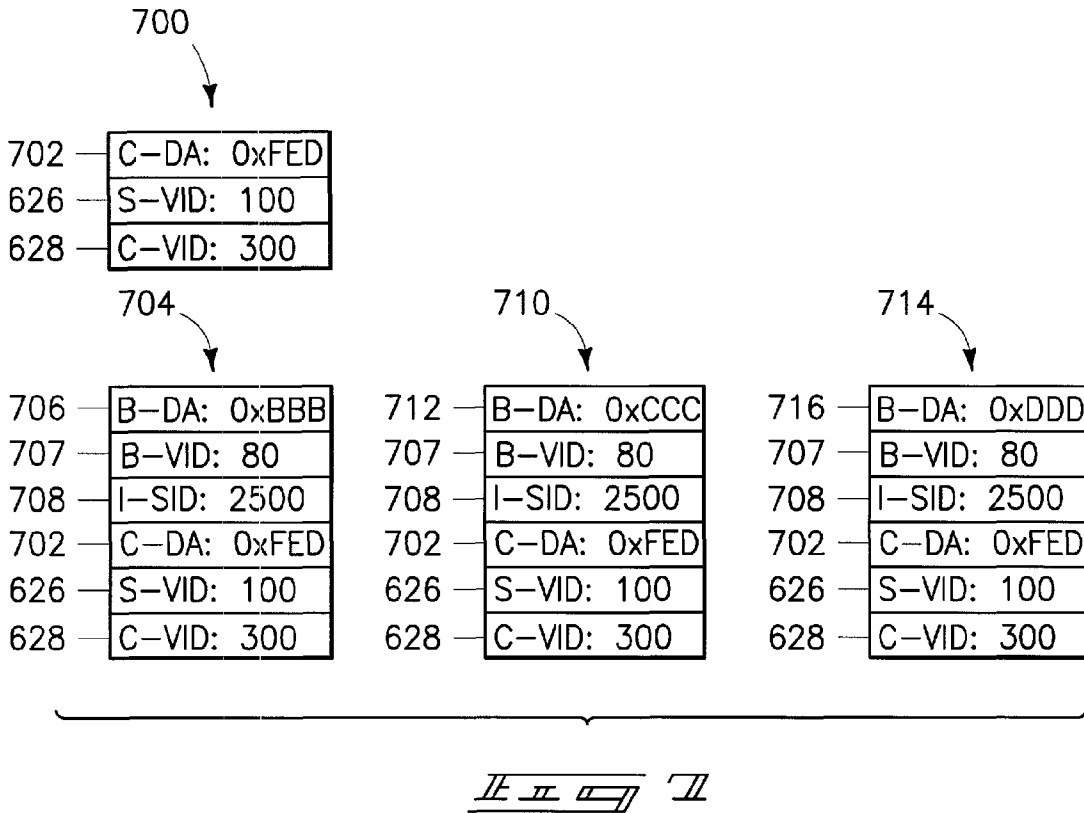 700
702 C-DA: 0xFED
626 S-VID: 100
628 C-VID: 300
704 710 714
706 B-DA: 0xBBB 712 B-DA: 0xCCC 716 B-DA: 0xDDD
707 B-VID: 80 707 B-VID: 80 707 B-VID: 80
708 I-SID: 2500 708 I-SID: 2500 708 I-SID: 2500
702 C-DA: 0xFED 702 C-DA: 0xFED 702 C-DA: 0xFED
626 S-VID: 100 626 S-VID: 100 626 S-VID: 100
628 C-VID: 300 628 C-VID: 300 628 C-VID: 300
FIG 7